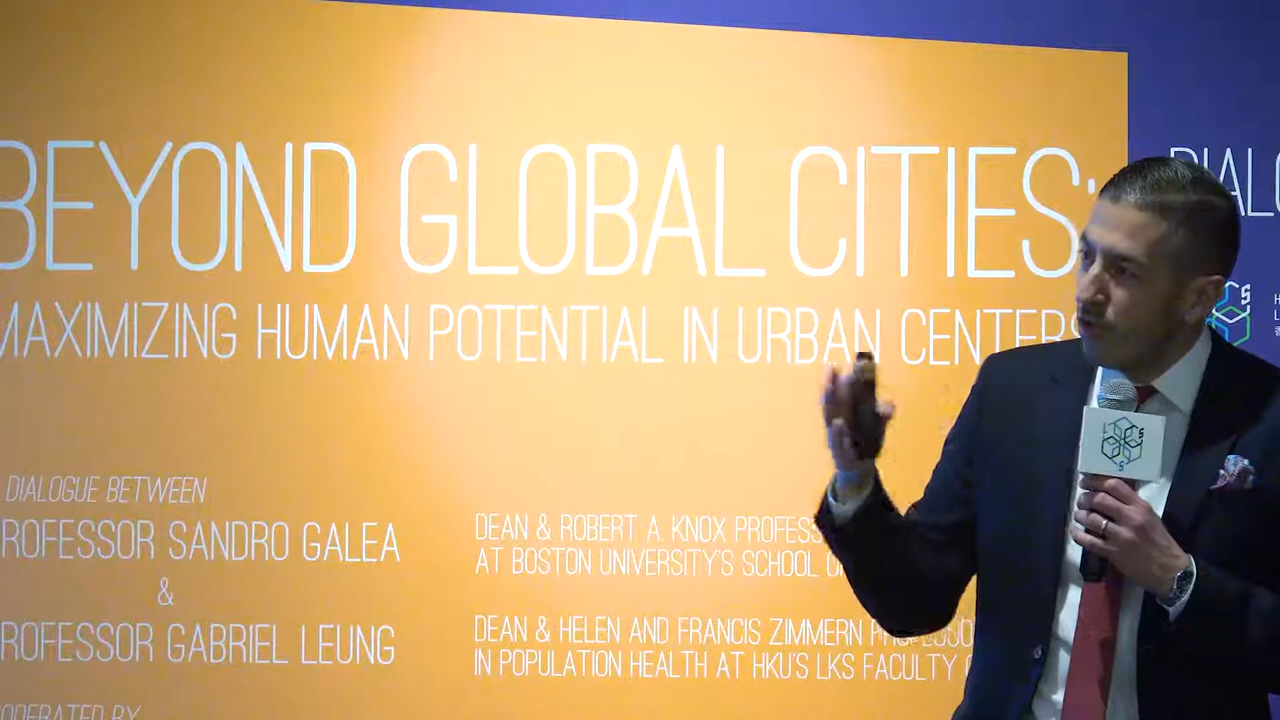 BEYOND GLOBAL CITIES:
MAXIMIZING HUMAN POTENTIAL IN URBAN CENTERS
DIALOGUE BETWEEN
ROFESSOR SANDRO GALEA
&
ROFESSOR GABRIEL LEUNG
DEAN & ROBERT A. KNOX PROFESS
AT BOSTON UNIVERSITY'S SCHOOL O
DEAN & HELEN AND FRANCIS ZIMMERN PROFESSO
IN POPULATION HEALTH AT HKU'S LKS FACULTY
ODERATED BY
DIALO
S
H
L
L S
S